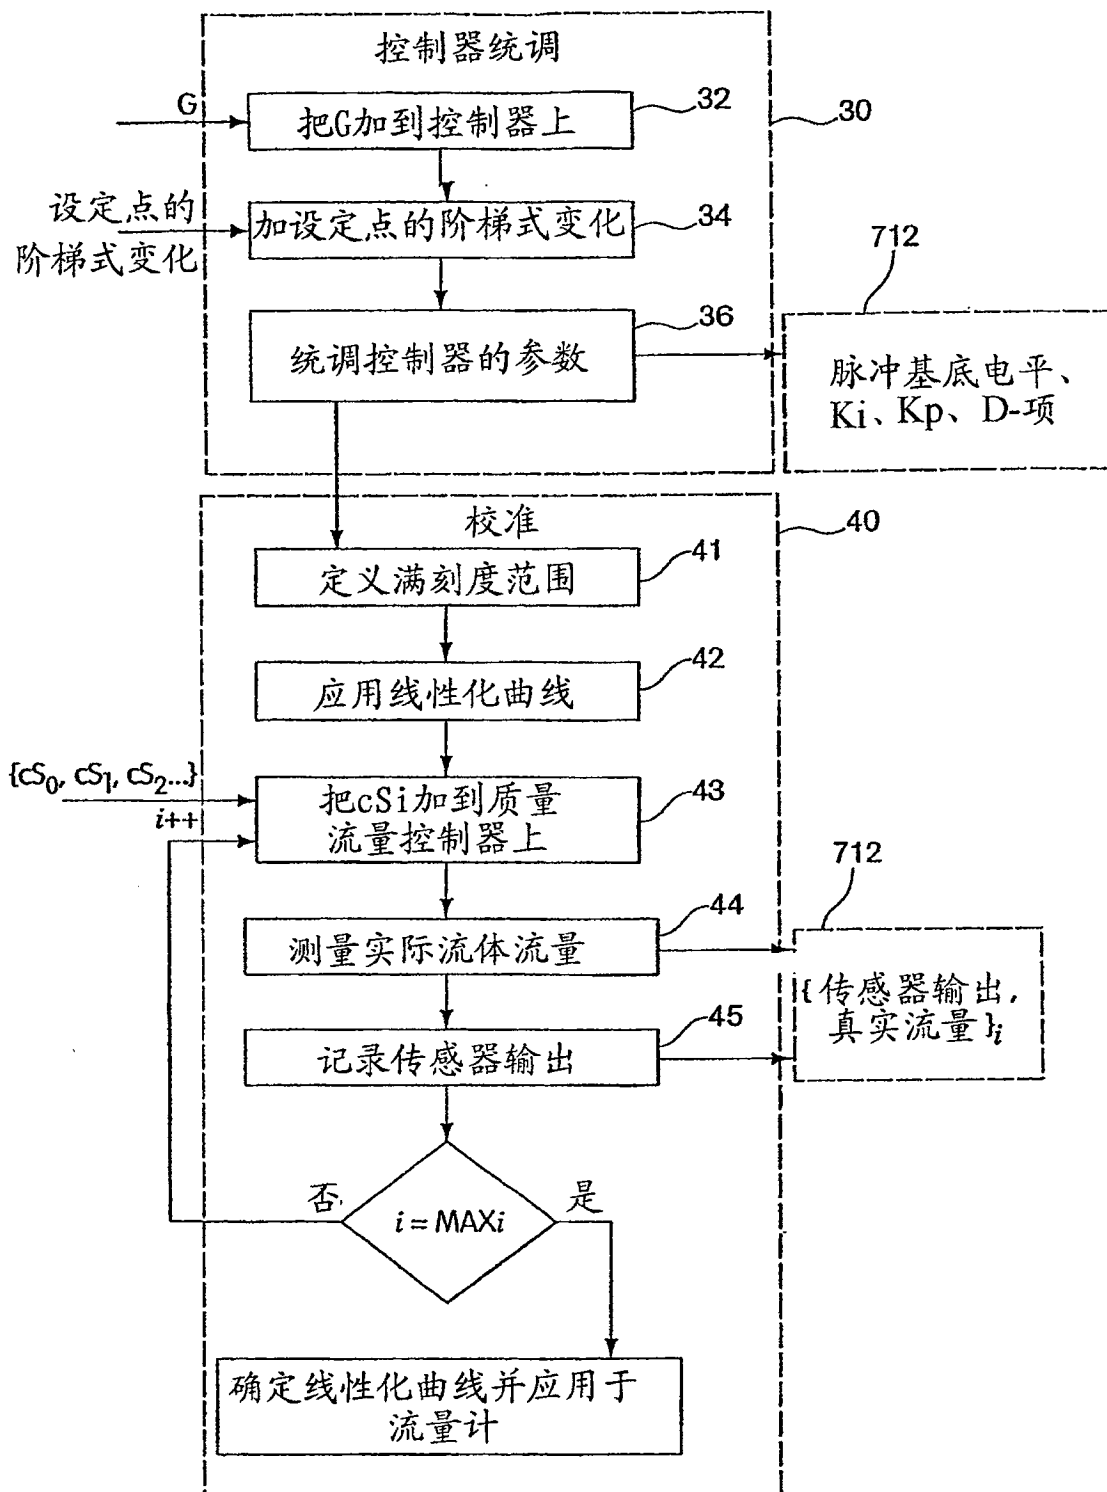 控制器统调
G
把G加到控制器上
32
30
设定点的
阶梯式变化
加设定点的阶梯式变化
34
712
统调控制器的参数
36
脉冲基底电平、
Ki、Kp、D-项
校准
40
定义满刻度范围
41
应用线性化曲线
42
{cS₀, cS₁, cS₂...}
i++
把cSi加到质量
流量控制器上
43
712
测量实际流体流量
44
{传感器输出,
真实流量}ᵢ
记录传感器输出
45
否
i = MAXi
是
确定线性化曲线并应用于
流量计